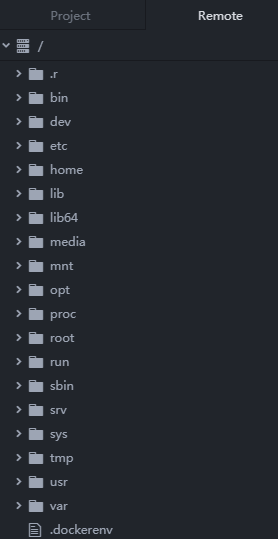 Project Remote
/
.r
bin
dev
etc
home
lib
lib64
media
mnt
opt
proc
root
run
sbin
srv
sys
tmp
usr
var
.dockerenv